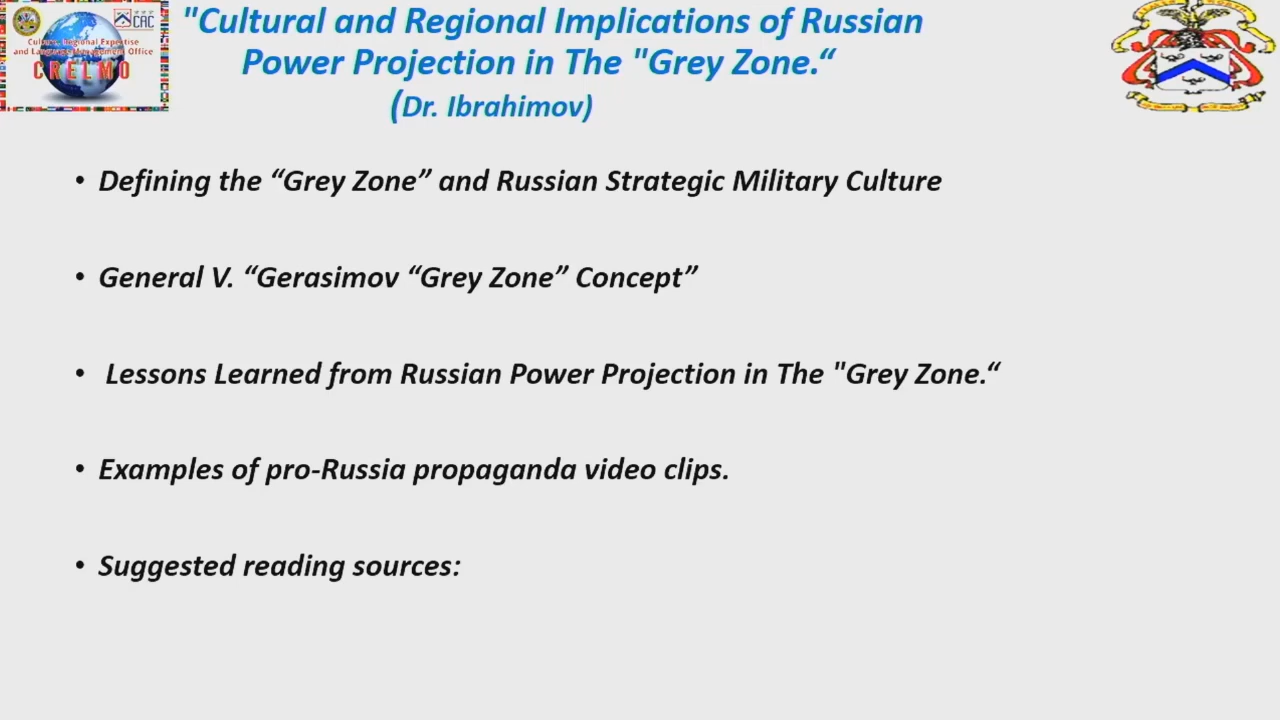 CAC
Culture, Regional Expertise
and Language Management Office
CRELMO
"Cultural and Regional Implications of Russian
Power Projection in The "Grey Zone.“
(Dr. Ibrahimov)
• Defining the “Grey Zone” and Russian Strategic Military Culture
• General V. “Gerasimov “Grey Zone” Concept”
• Lessons Learned from Russian Power Projection in The "Grey Zone.“
• Examples of pro-Russia propaganda video clips.
• Suggested reading sources: